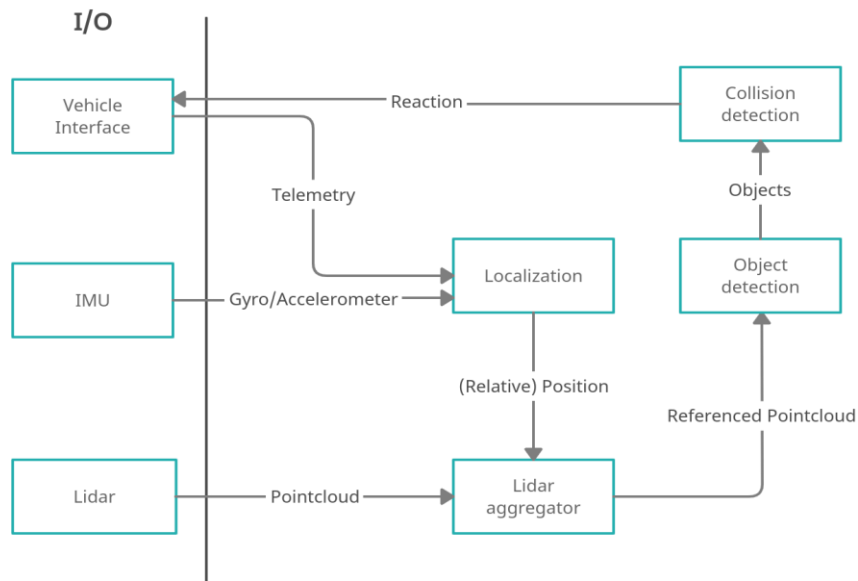 I/O
Vehicle
Interface
Reaction
Collision
detection
Telemetry
Objects
IMU
Gyro/Accelerometer
Localization
Object
detection
(Relative) Position
Referenced Pointcloud
Lidar
Pointcloud
Lidar
aggregator